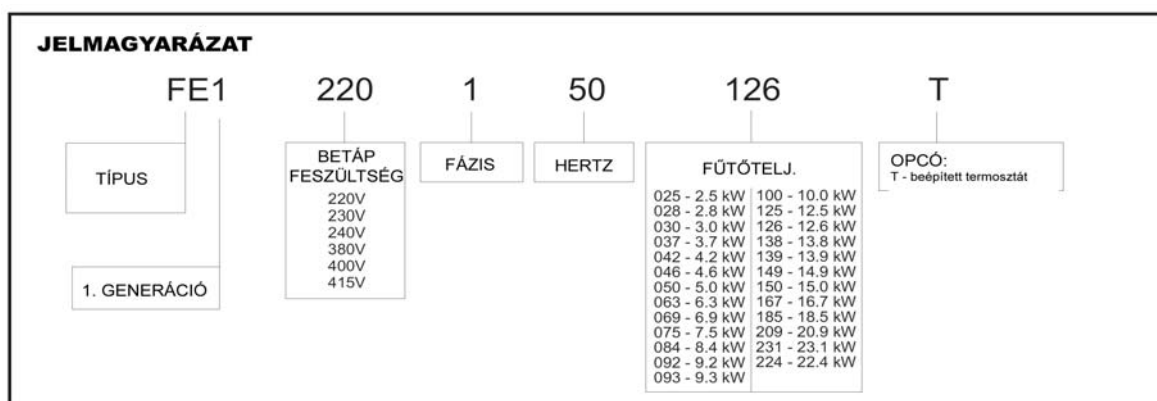 JELMAGYARÁZAT
FE1 220 1 50 126 T
TÍPUS
1. GENERÁCIÓ
BETÁP
FESZÜLTSÉG
220V
230V
240V
380V
400V
415V
FÁZIS
HERTZ
FŰTŐTELJ.
025 - 2.5 kW 100 - 10.0 kW
028 - 2.8 kW 125 - 12.5 kW
030 - 3.0 kW 126 - 12.6 kW
037 - 3.7 kW 138 - 13.8 kW
042 - 4.2 kW 139 - 13.9 kW
046 - 4.6 kW 149 - 14.9 kW
050 - 5.0 kW 150 - 15.0 kW
063 - 6.3 kW 167 - 16.7 kW
069 - 6.9 kW 185 - 18.5 kW
075 - 7.5 kW 209 - 20.9 kW
084 - 8.4 kW 231 - 23.1 kW
092 - 9.2 kW 224 - 22.4 kW
093 - 9.3 kW
OPCÓ:
T - beépített termosztát